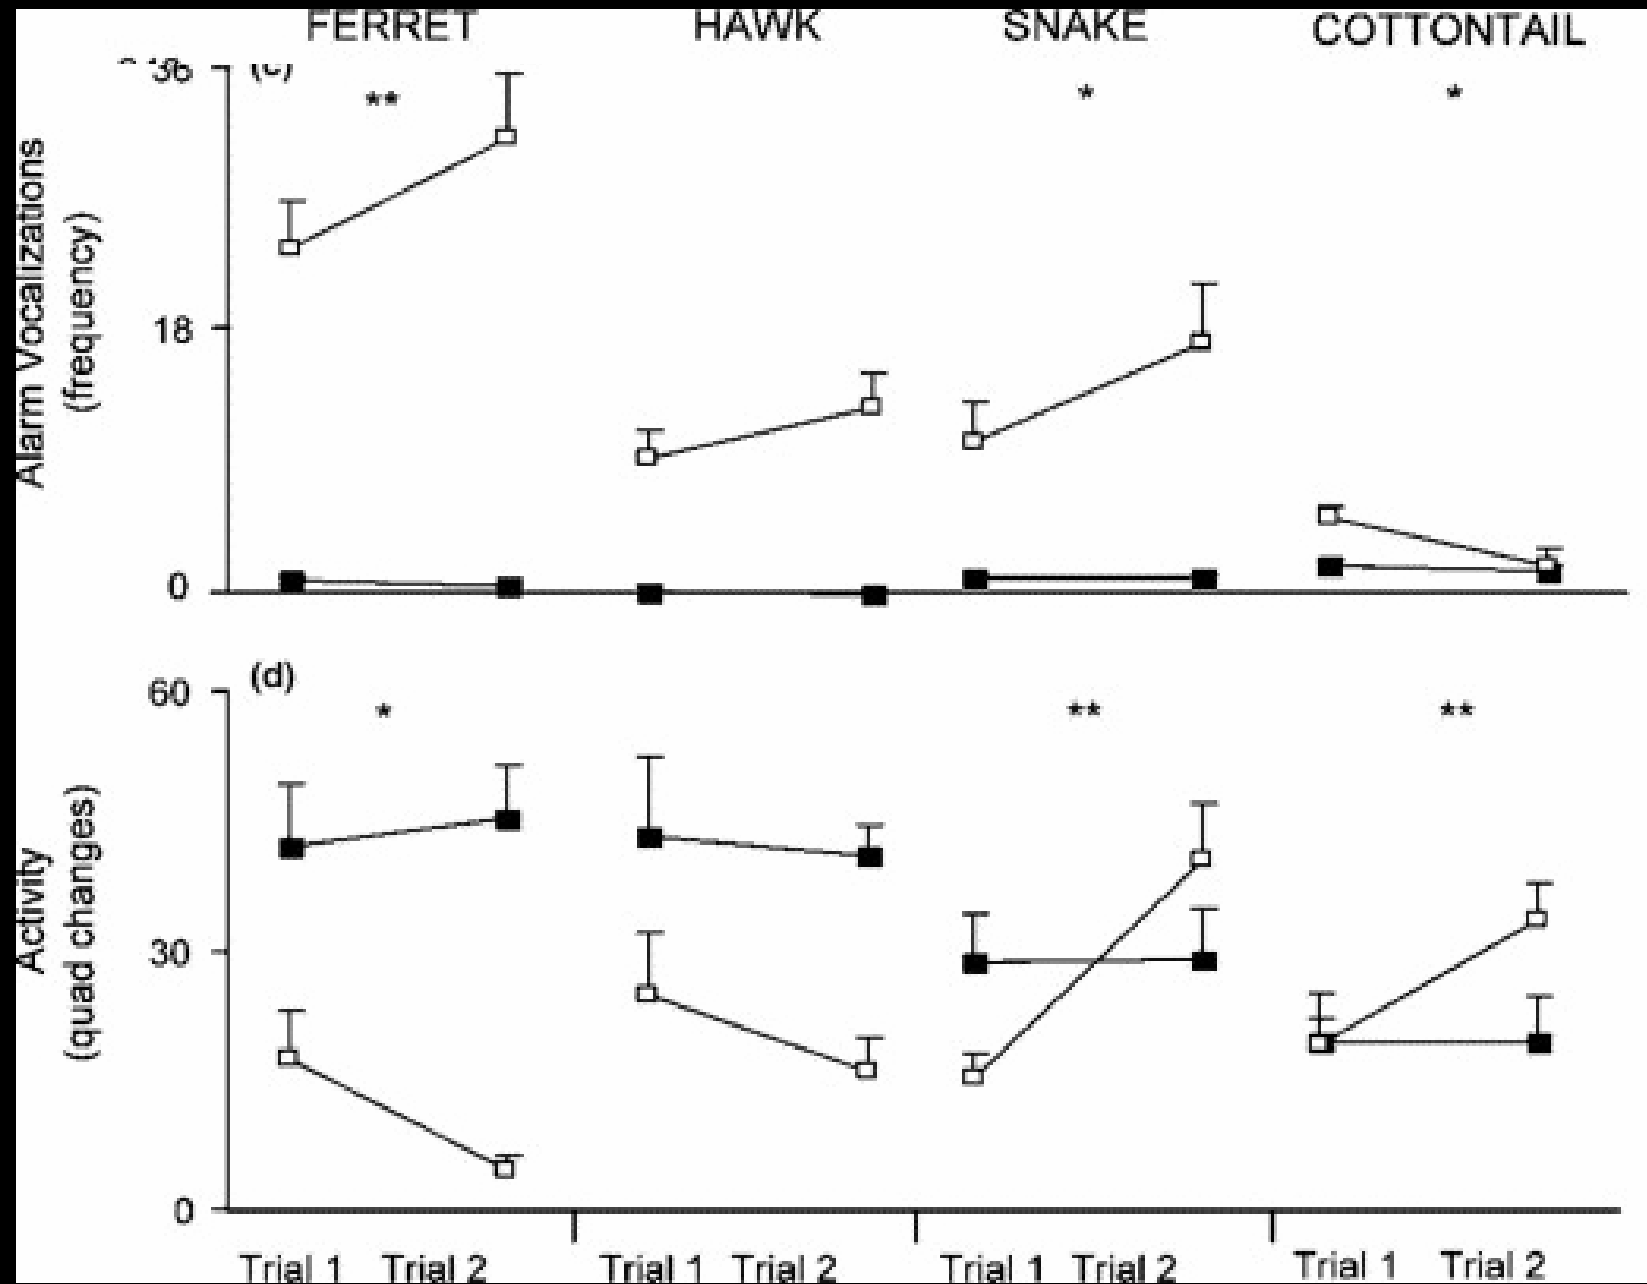 FERRET HAWK SNAKE COTTONTAIL
36 (c)
** * *
Alarm Vocalizations
(frequency)
18
0
60 (d)
* ** **
Activity
(quad changes)
30
0
Trial 1 Trial 2 Trial 1 Trial 2 Trial 1 Trial 2 Trial 1 Trial 2